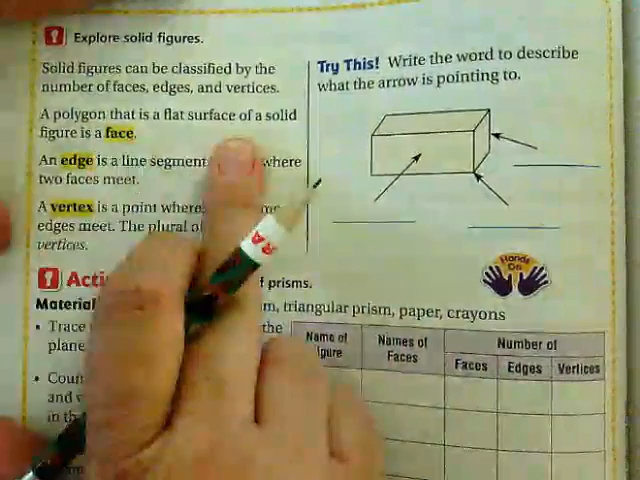 Explore solid figures.
Solid figures can be classified by the
number of faces, edges, and vertices.
A polygon that is a flat surface of a solid
figure is a face.
An edge is a line segment where
two faces meet.
A vertex is a point where
edges meet. The plural of
vertices.
Try This! Write the word to describe
what the arrow is pointing to.
Hands
On
prisms.
Material
triangular prism, paper, crayons
Trace the
plane
and
in
Name of
Names of
Faces
Number of
Faces Edges Vertices
RA